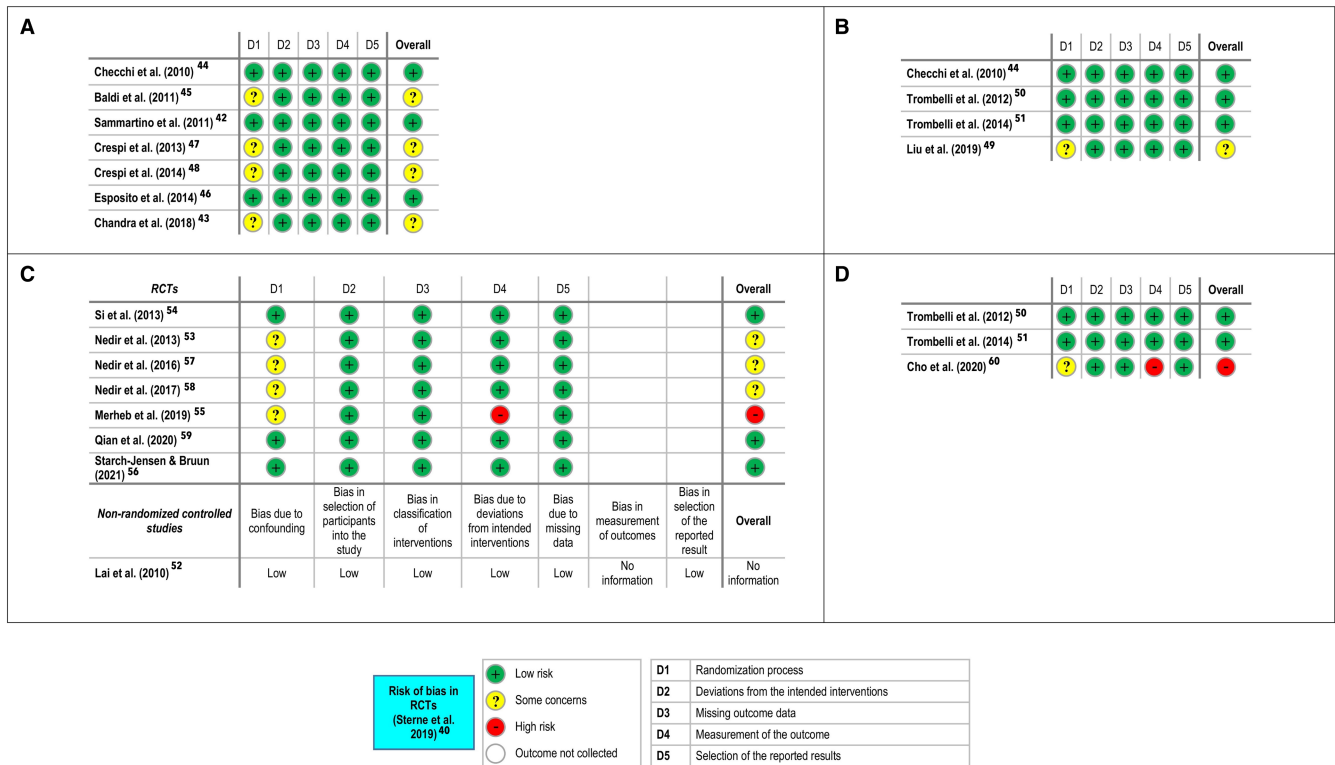 A
D1 D2 D3 D4 D5 Overall
Checchi et al. (2010) 44 + + + + + +
Baldi et al. (2011) 45 ? + + + + ?
Sammartino et al. (2011) 42 + + + + + +
Crespi et al. (2013) 47 ? + + + + ?
Crespi et al. (2014) 48 ? + + + + ?
Esposito et al. (2014) 46 + + + + + +
Chandra et al. (2018) 43 ? + + + + ?
B
D1 D2 D3 D4 D5 Overall
Checchi et al. (2010) 44 + + + + + +
Trombelli et al. (2012) 50 + + + + + +
Trombelli et al. (2014) 51 + + + + + +
Liu et al. (2019) 49 ? + + + + ?
C
RCTs D1 D2 D3 D4 D5 Overall
Si et al. (2013) 54 + + + + + +
Nedir et al. (2013) 53 ? + + + + ?
Nedir et al. (2016) 57 ? + + + + ?
Nedir et al. (2017) 58 ? + + + + ?
Merheb et al. (2019) 55 ? + + - + -
Qian et al. (2020) 59 + + + + + +
Starch-Jensen & Bruun
(2021) 56 + + + + + +
Non-randomized controlled
studies
Bias due to
confounding
Bias in
selection of
participants
into the
study
Bias in
classification
of
interventions
Bias due to
deviations
from intended
interventions
Bias
due to
missing
data
Bias in
measurement
of outcomes
Bias in
selection
of the
reported
result
Overall
Lai et al. (2010) 52 Low Low Low Low Low
No
information
Low
No
information
D
D1 D2 D3 D4 D5 Overall
Trombelli et al. (2012) 50 + + + + + +
Trombelli et al. (2014) 51 + + + + + +
Cho et al. (2020) 60 ? + + - + -
Risk of bias in
RCTs
(Sterne et al.
2019) 40
+ Low risk
? Some concerns
- High risk
Outcome not collected
D1 Randomization process
D2 Deviations from the intended interventions
D3 Missing outcome data
D4 Measurement of the outcome
D5 Selection of the reported results